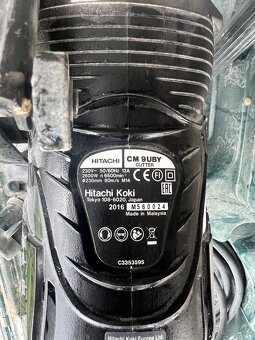 HITACHI
CM 9UBY
CUTTER
230V~ 50/60Hz 12A
2600W n 6600min⁻¹
Ø230mm 80m/s M14
Hitachi Koki
Tokyo 108-6020, Japan
2016 M560024
Made in Malaysia
C3353595
Hitachi Koki Europe Ltd.